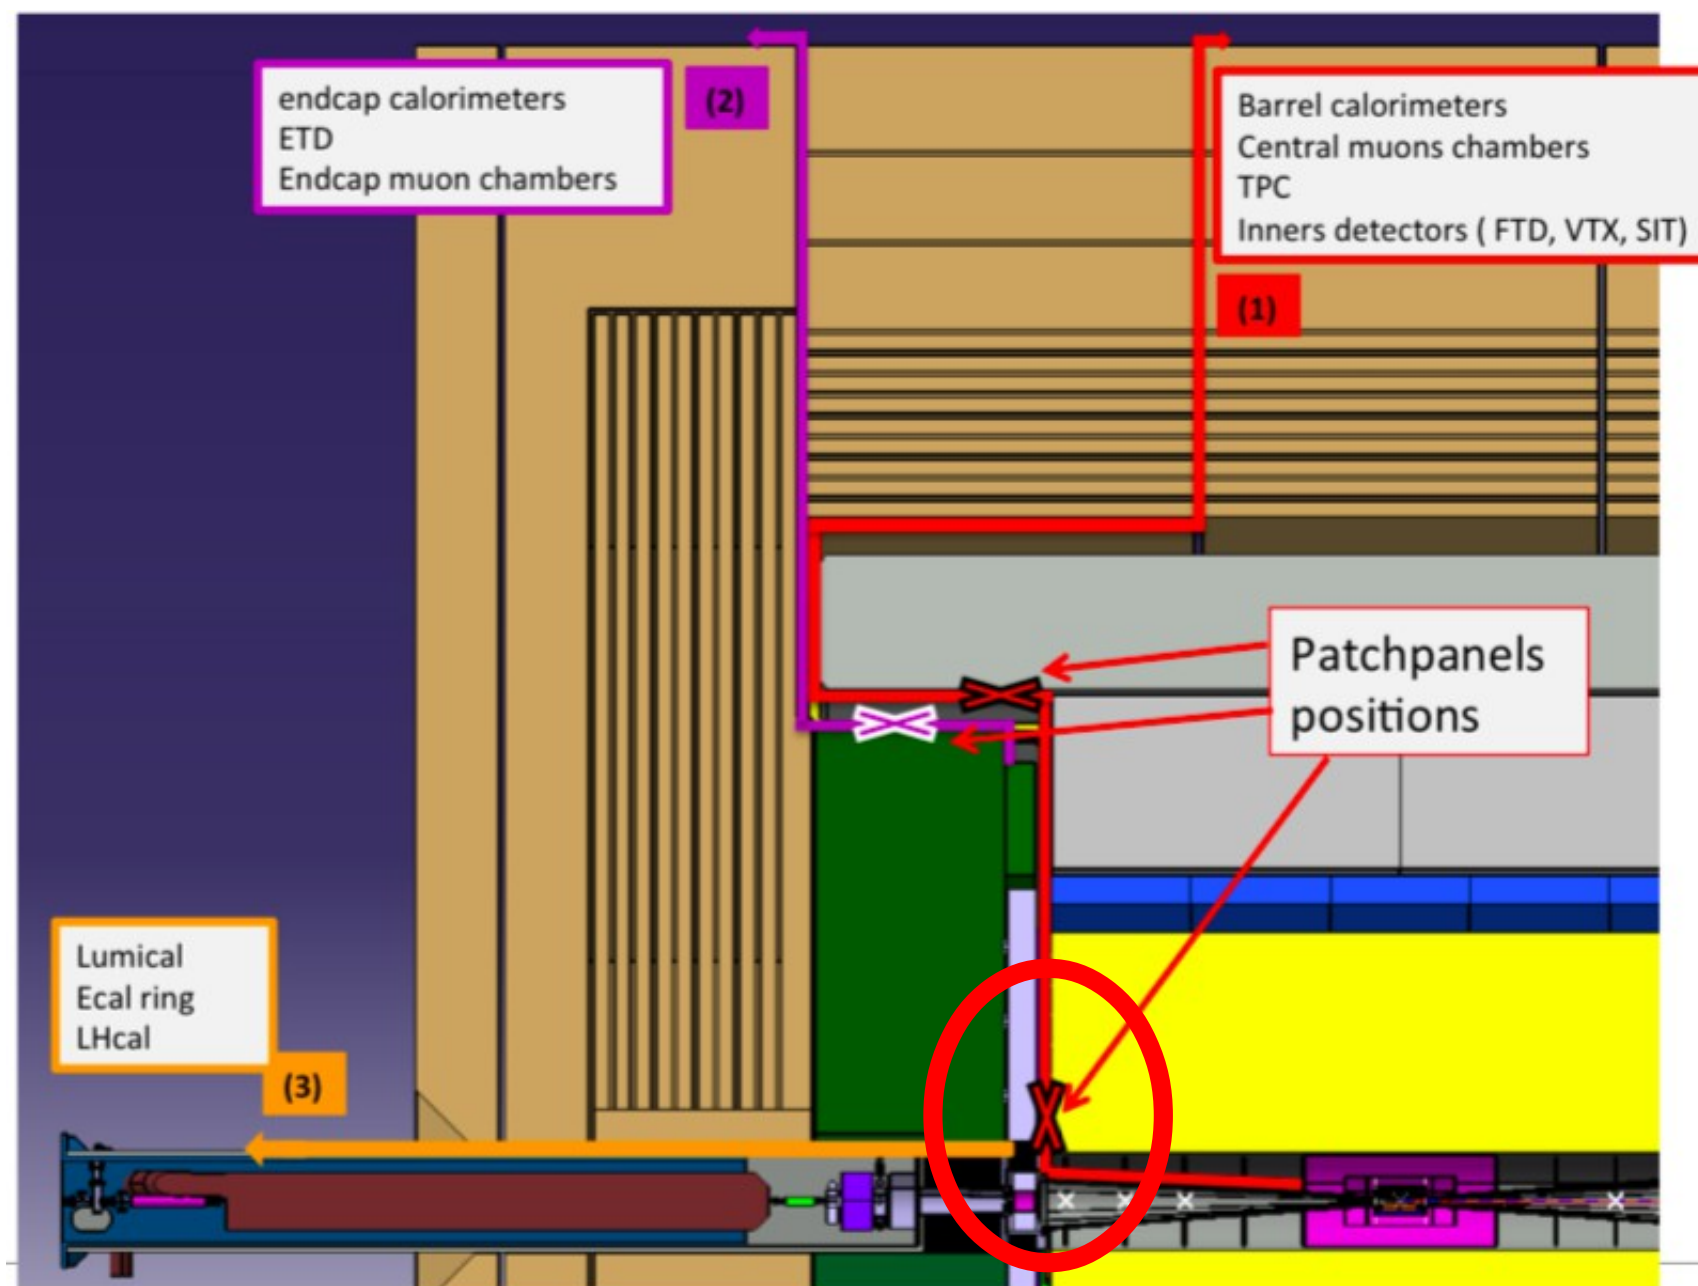 endcap calorimeters
ETD
Endcap muon chambers
(2)
Barrel calorimeters
Central muons chambers
TPC
Inners detectors ( FTD, VTX, SIT)
(1)
Patchpanels
positions
Lumical
Ecal ring
LHcal
(3)